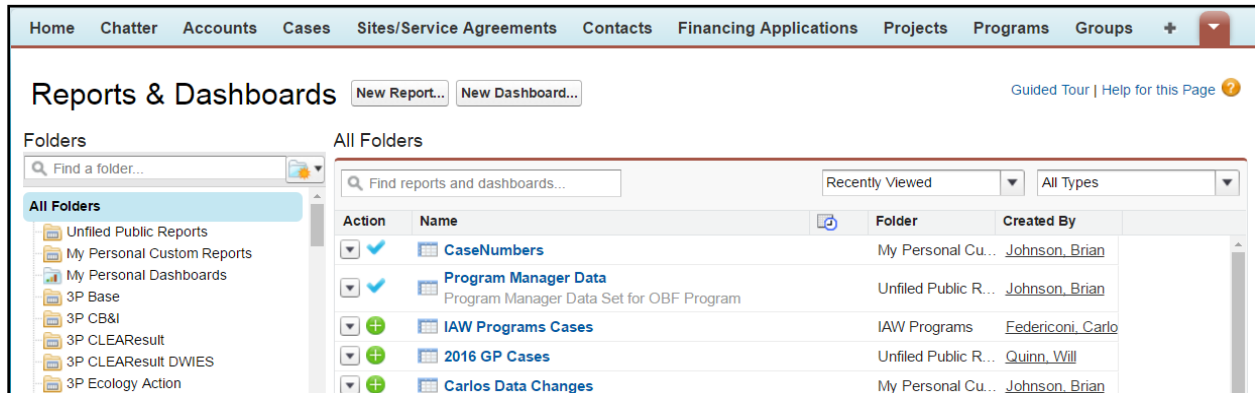 Home Chatter Accounts Cases Sites/Service Agreements Contacts Financing Applications Projects Programs Groups +
Reports & Dashboards New Report... New Dashboard... Guided Tour | Help for this Page ?
Folders
Find a folder...
All Folders
Unfiled Public Reports
My Personal Custom Reports
My Personal Dashboards
3P Base
3P CB&I
3P CLEAResult
3P CLEAResult DWIES
3P Ecology Action
All Folders
Find reports and dashboards... Recently Viewed All Types
Action Name Folder Created By
CaseNumbers My Personal Cu... Johnson, Brian
Program Manager Data Unfiled Public R... Johnson, Brian
Program Manager Data Set for OBF Program
IAW Programs Cases IAW Programs Federiconi, Carlo
2016 GP Cases Unfiled Public R... Quinn, Will
Carlos Data Changes My Personal Cu... Johnson, Brian